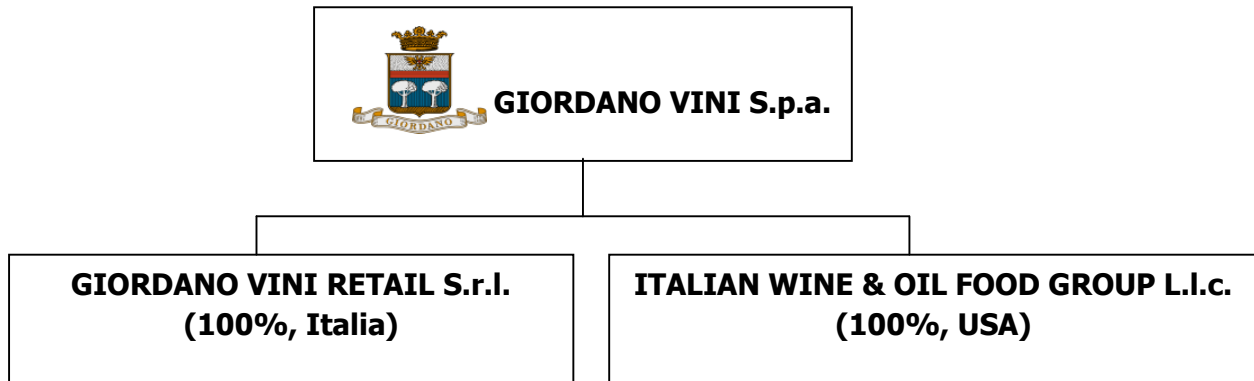 GIORDANO
GIORDANO VINI S.p.a.
GIORDANO VINI RETAIL S.r.l.
(100%, Italia)
ITALIAN WINE & OIL FOOD GROUP L.l.c.
(100%, USA)